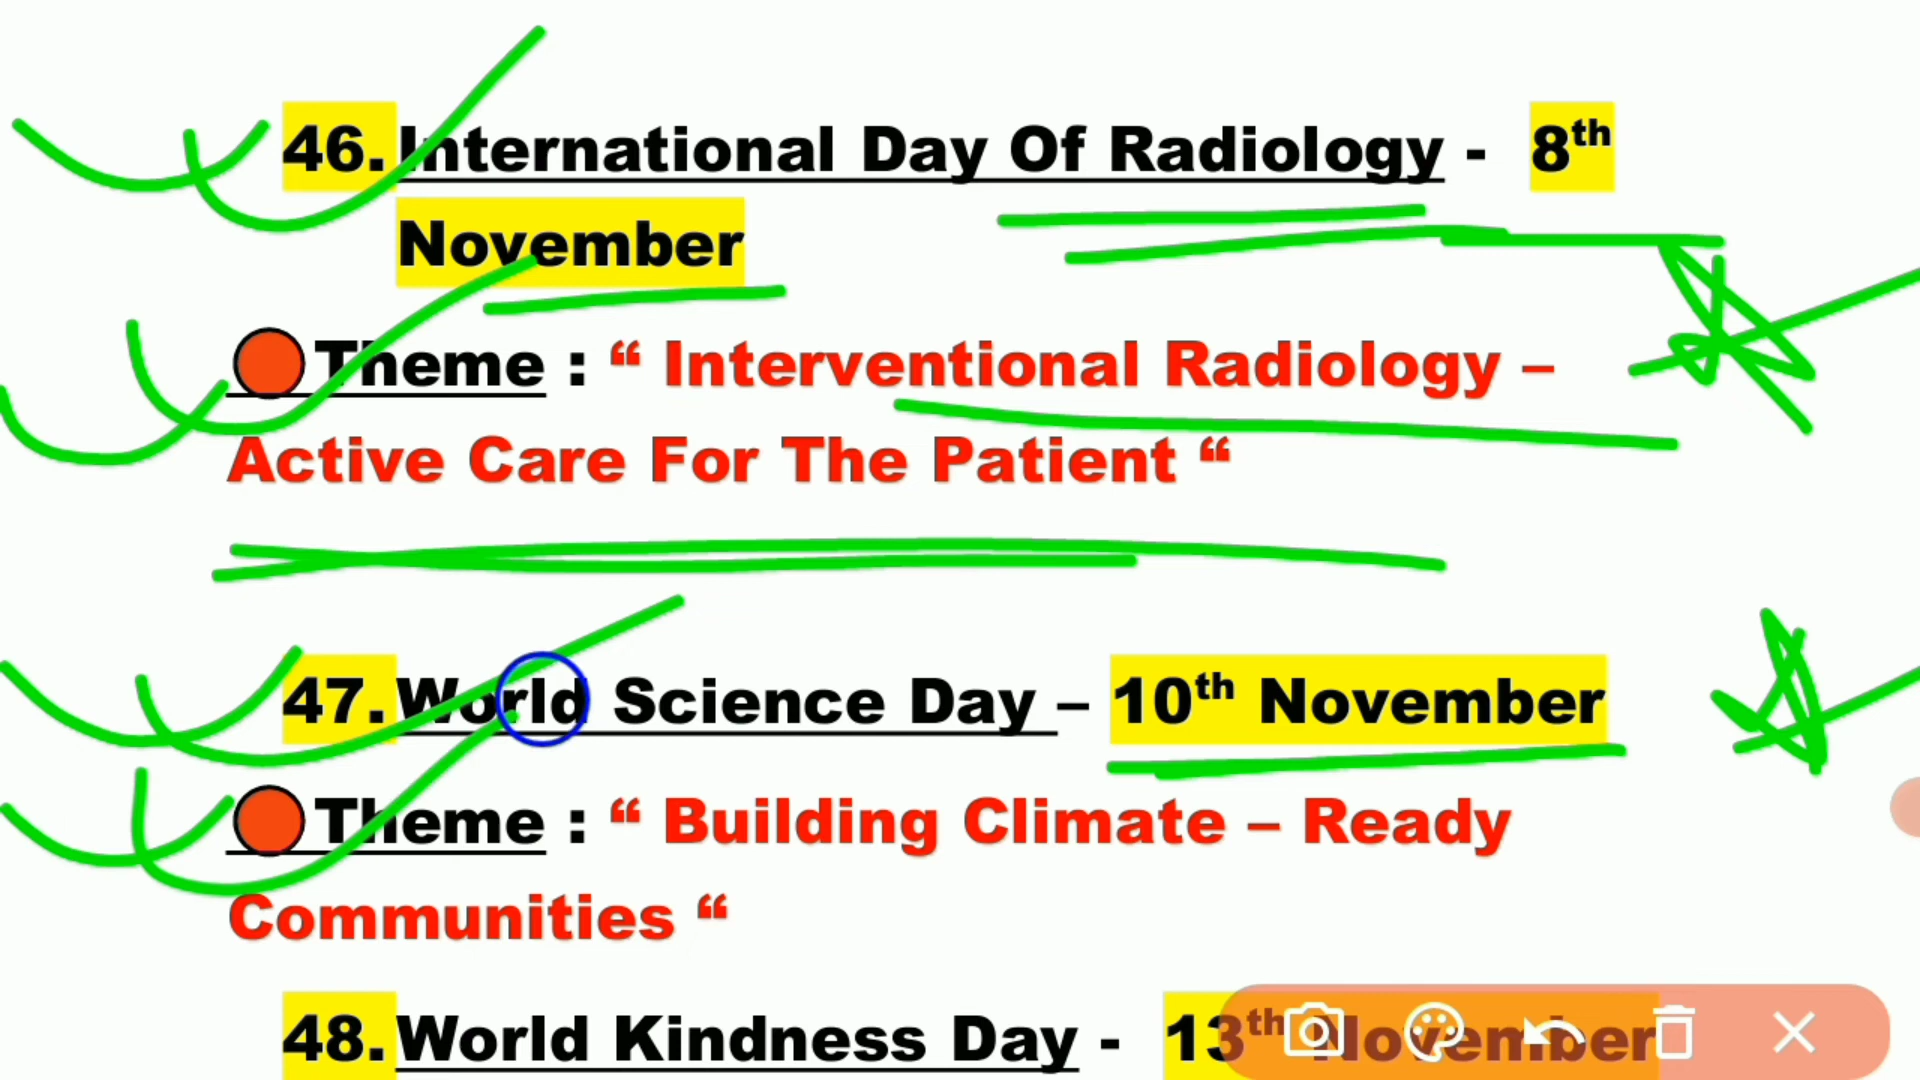 46. International Day Of Radiology - 8th
November
Theme : “ Interventional Radiology –
Active Care For The Patient “
47. World Science Day – 10th November
Theme : “ Building Climate – Ready
Communities “
48. World Kindness Day - 13th November